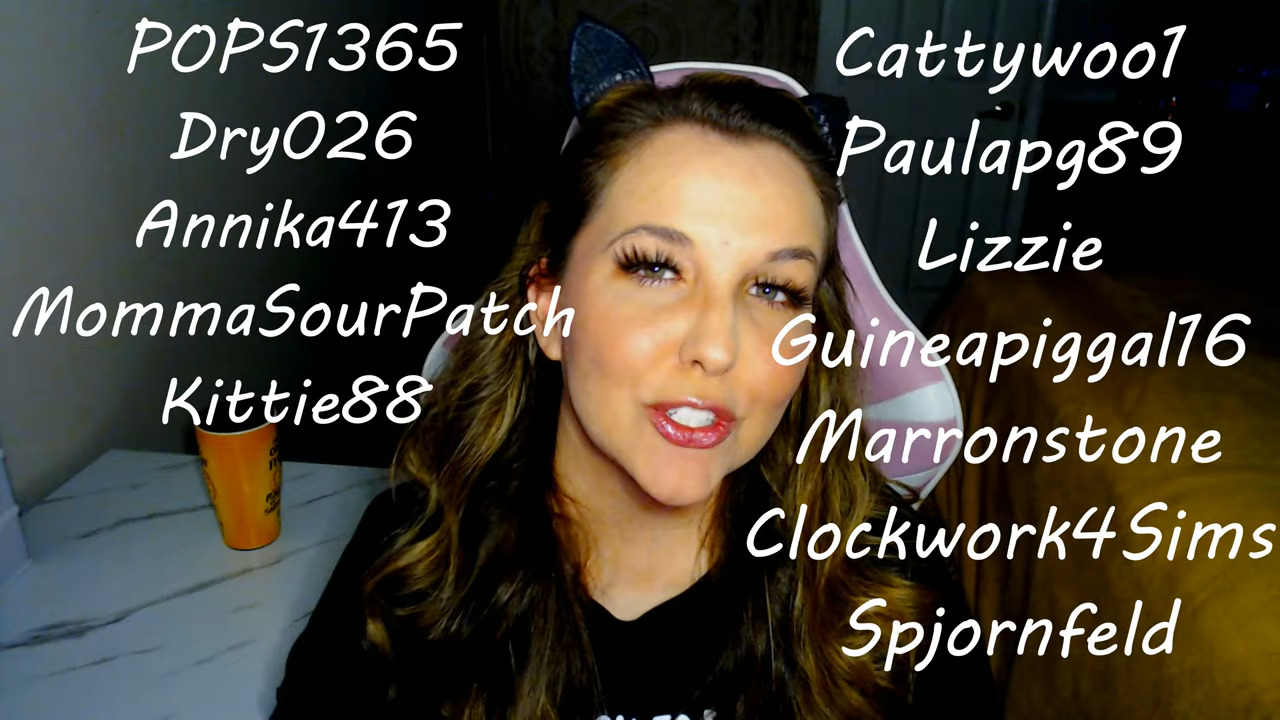 POPS1365
Dry026
Annika413
MommaSourPatch
Kittie88
Cattywoo1
Paulapg89
Lizzie
Guineapiggal16
Marronstone
Clockwork4Sims
Spjornfeld